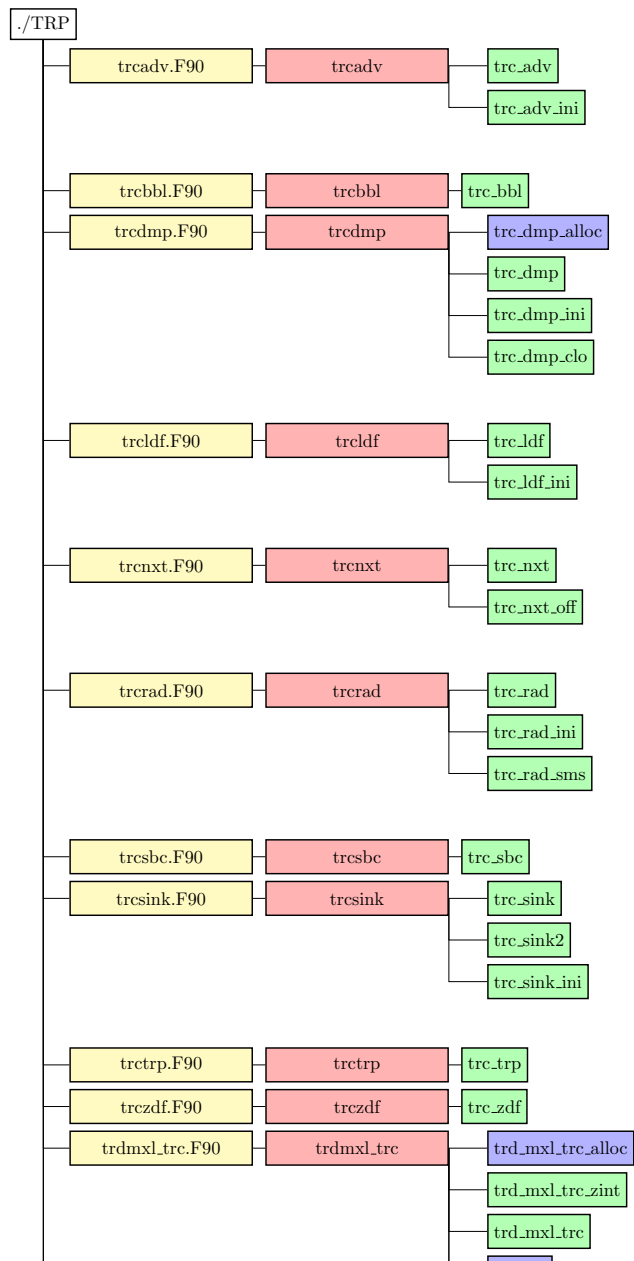 ./TRP
trcadv.F90 trcadv trc_adv
trc_adv_ini
trcbbl.F90 trcbbl trc_bbl
trcdmp.F90 trcdmp trc_dmp_alloc
trc_dmp
trc_dmp_ini
trc_dmp_clo
trcldf.F90 trcldf trc_ldf
trc_ldf_ini
trcnxt.F90 trcnxt trc_nxt
trc_nxt_off
trcrad.F90 trcrad trc_rad
trc_rad_ini
trc_rad_sms
trcsbc.F90 trcsbc trc_sbc
trcsink.F90 trcsink trc_sink
trc_sink2
trc_sink_ini
trctrp.F90 trctrp trc_trp
trczdf.F90 trczdf trc_zdf
trdmxl_trc.F90 trdmxl_trc trd_mxl_trc_alloc
trd_mxl_trc_zint
trd_mxl_trc